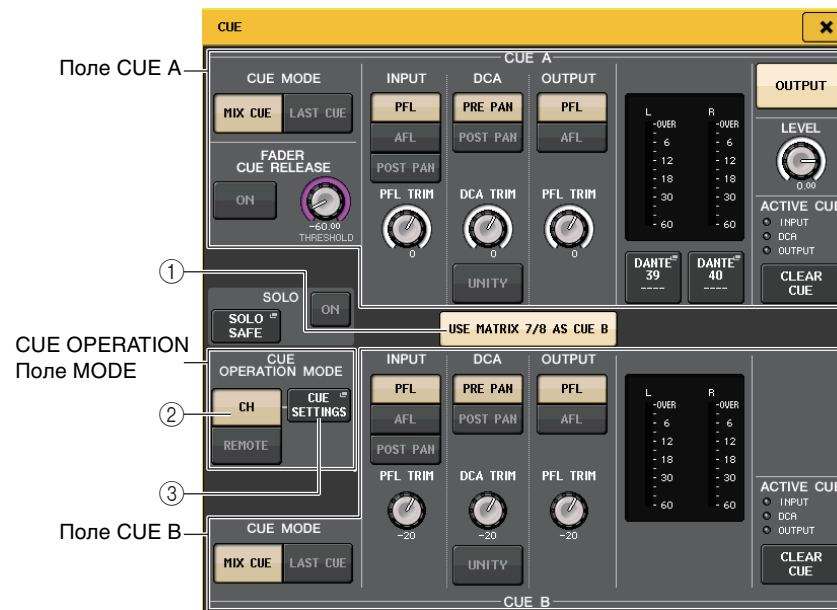 CUE
Поле CUE A
CUE A
CUE MODE
MIX CUE LAST CUE
FADER
CUE RELEASE
ON
-60.00
THRESHOLD
INPUT
PFL
AFL
POST PAN
PFL TRIM
0
DCA
PRE PAN
POST PAN
DCA TRIM
0
UNITY
OUTPUT
PFL
AFL
PFL TRIM
0
L R
-OVER -OVER
- 6 - 6
- 12 - 12
- 18 - 18
- 30 - 30
- 60 - 60
DANTE
39
----
DANTE
40
----
OUTPUT
LEVEL
0.00
ACTIVE CUE
INPUT
DCA
OUTPUT
CLEAR
CUE
1
SOLO
SOLO
SAFE
ON
USE MATRIX 7/8 AS CUE B
CUE OPERATION
Поле MODE
CUE
OPERATION MODE
2
CH
REMOTE
CUE
SETTINGS
3
Поле CUE B
CUE MODE
MIX CUE LAST CUE
INPUT
PFL
AFL
POST PAN
PFL TRIM
-20
DCA
PRE PAN
POST PAN
DCA TRIM
-20
UNITY
OUTPUT
PFL
AFL
PFL TRIM
-20
L R
-OVER -OVER
- 6 - 6
- 12 - 12
- 18 - 18
- 30 - 30
- 60 - 60
ACTIVE CUE
INPUT
DCA
OUTPUT
CLEAR
CUE
CUE B